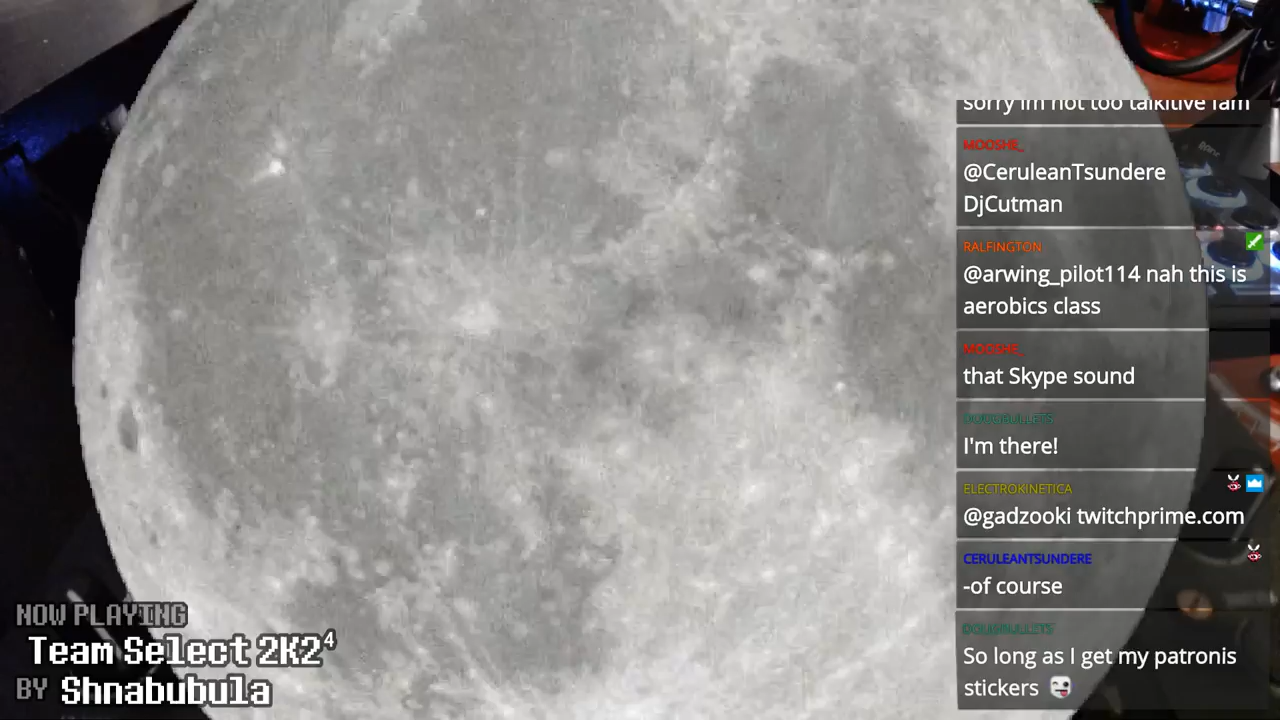 sorry im not too talkitive fam
MOOSHE_
@CeruleanTsundere
DjCutman
RALFINGTON
@arwing_pilot114 nah this is
aerobics class
MOOSHE_
that Skype sound
I'm there!
ELECTROKINETICA
@gadzooki twitchprime.com
CERULEANTSUNDERE
-of course
So long as I get my patronis
stickers
NOW PLAYING
Team Select 2K2⁴
BY Shnabubula